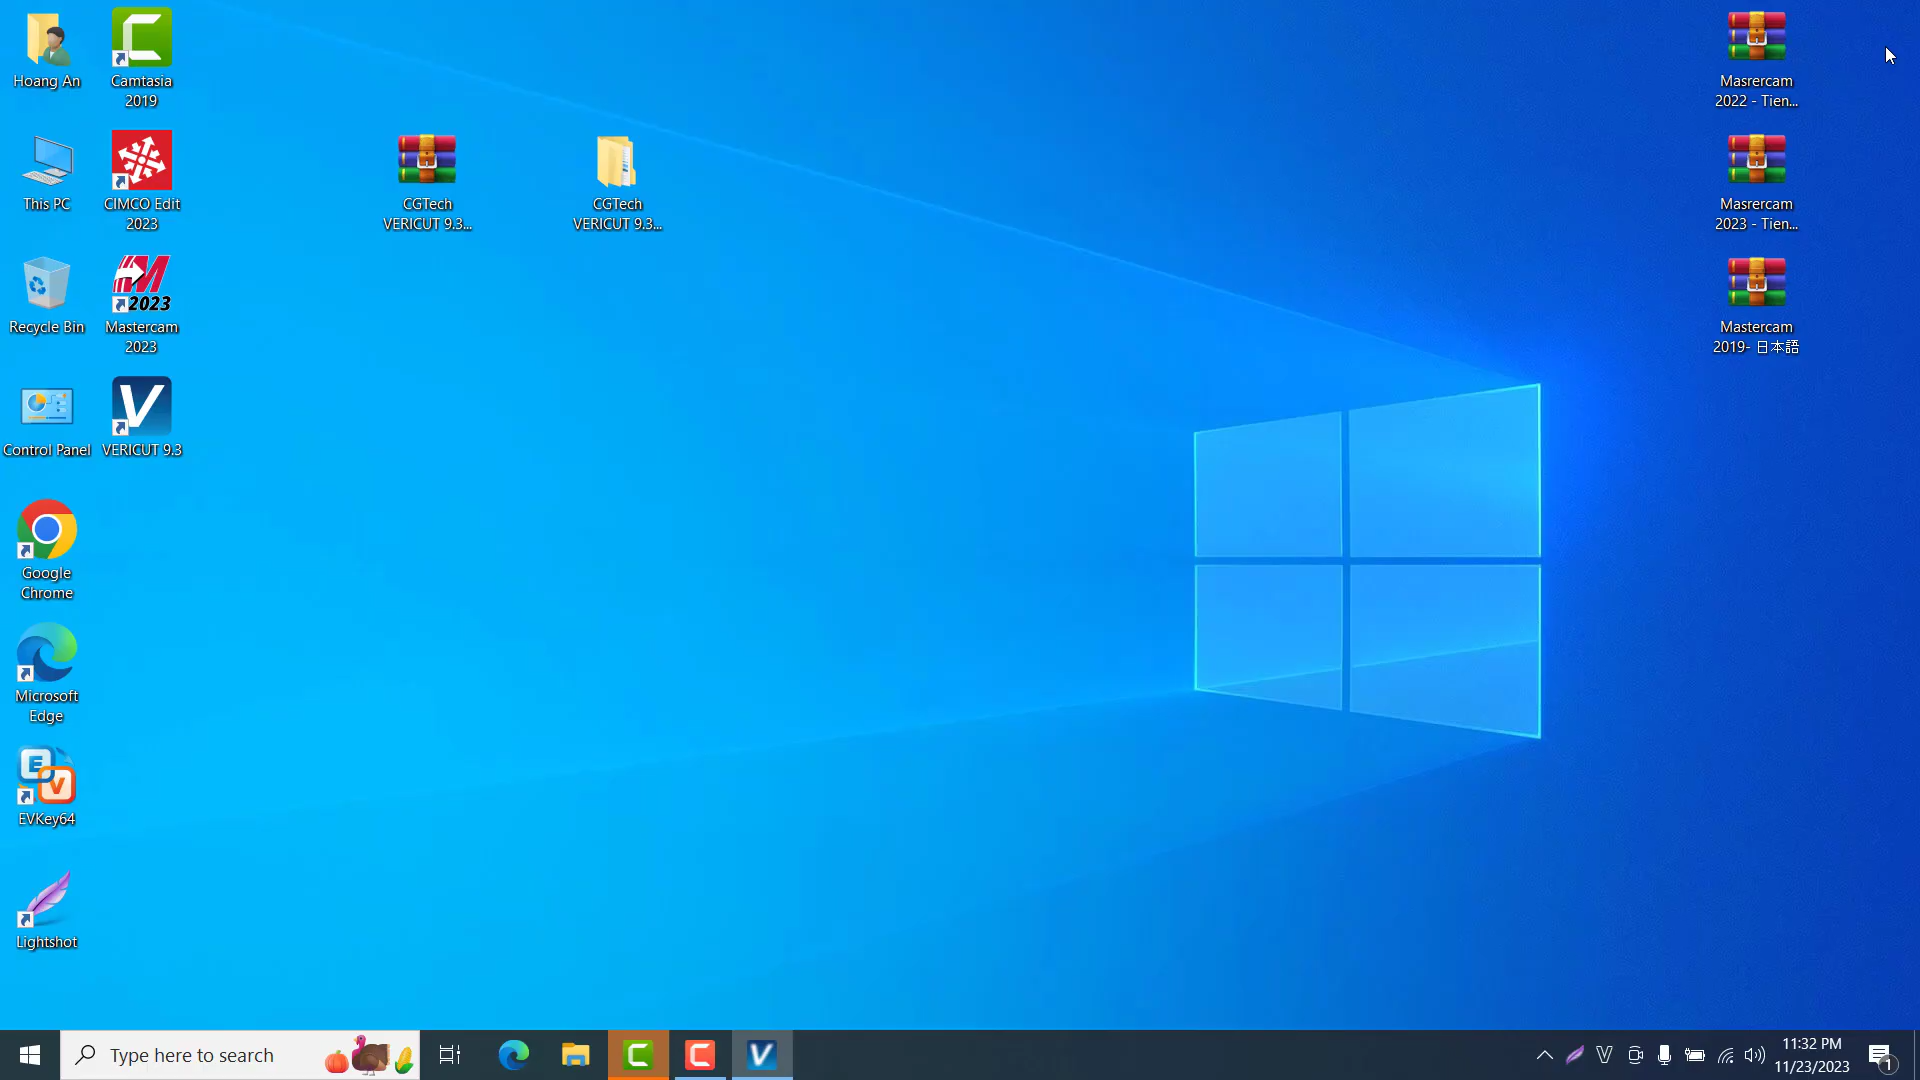 Hoang An
Camtasia
2019
This PC
CIMCO Edit
2023
Recycle Bin
2023
Mastercam
2023
Control Panel
VERICUT 9.3
Google
Chrome
Microsoft
Edge
E
V
EVKey64
Lightshot
CGTech
VERICUT 9.3...
CGTech
VERICUT 9.3...
Masrercam
2022 - Tien...
Masrercam
2023 - Tien...
Mastercam
2019- 日本語
Type here to search
11:32 PM
11/23/2023
1